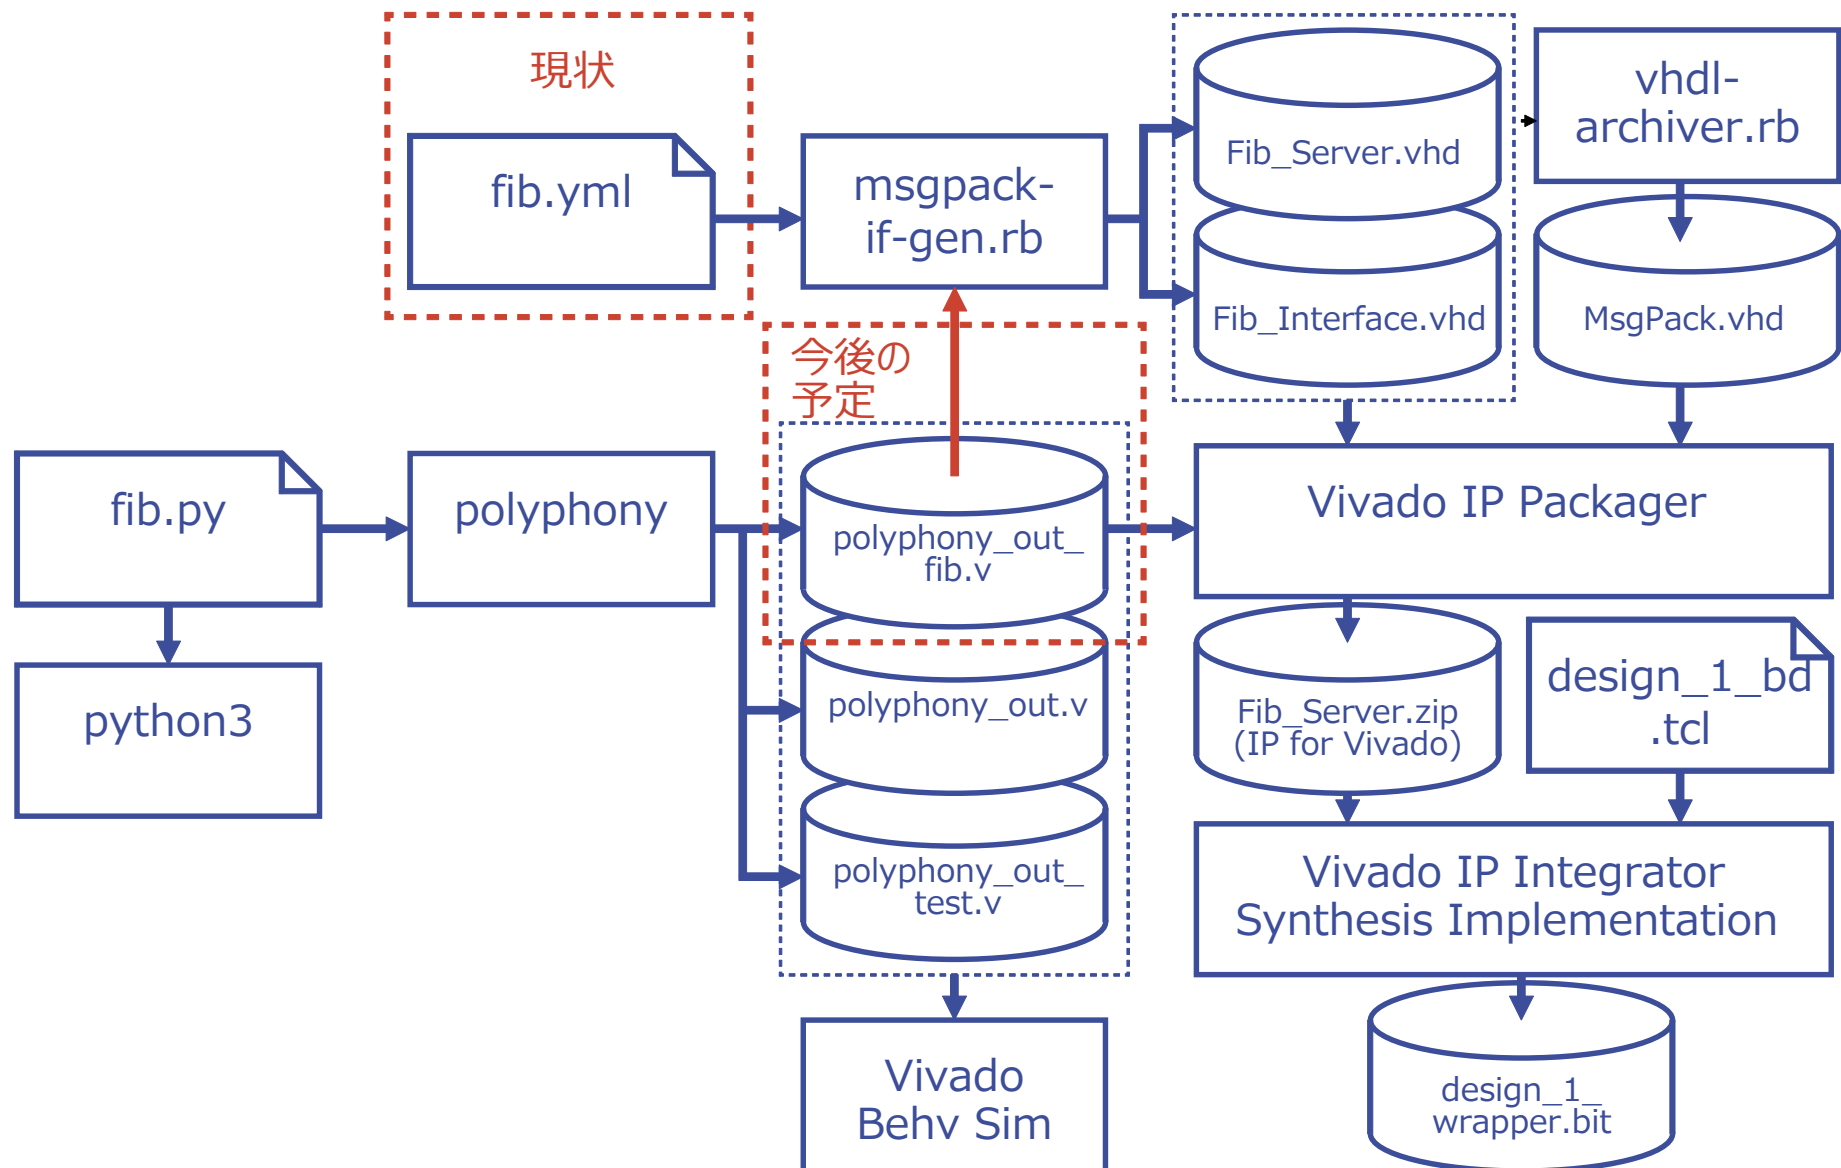 現状
fib.yml
msgpack-
if-gen.rb
Fib_Server.vhd
Fib_Interface.vhd
vhdl-
archiver.rb
MsgPack.vhd
今後の
予定
fib.py
polyphony
polyphony_out_
fib.v
Vivado IP Packager
python3
polyphony_out.v
Fib_Server.zip
(IP for Vivado)
design_1_bd
.tcl
polyphony_out_
test.v
Vivado IP Integrator
Synthesis Implementation
Vivado
Behv Sim
design_1_
wrapper.bit